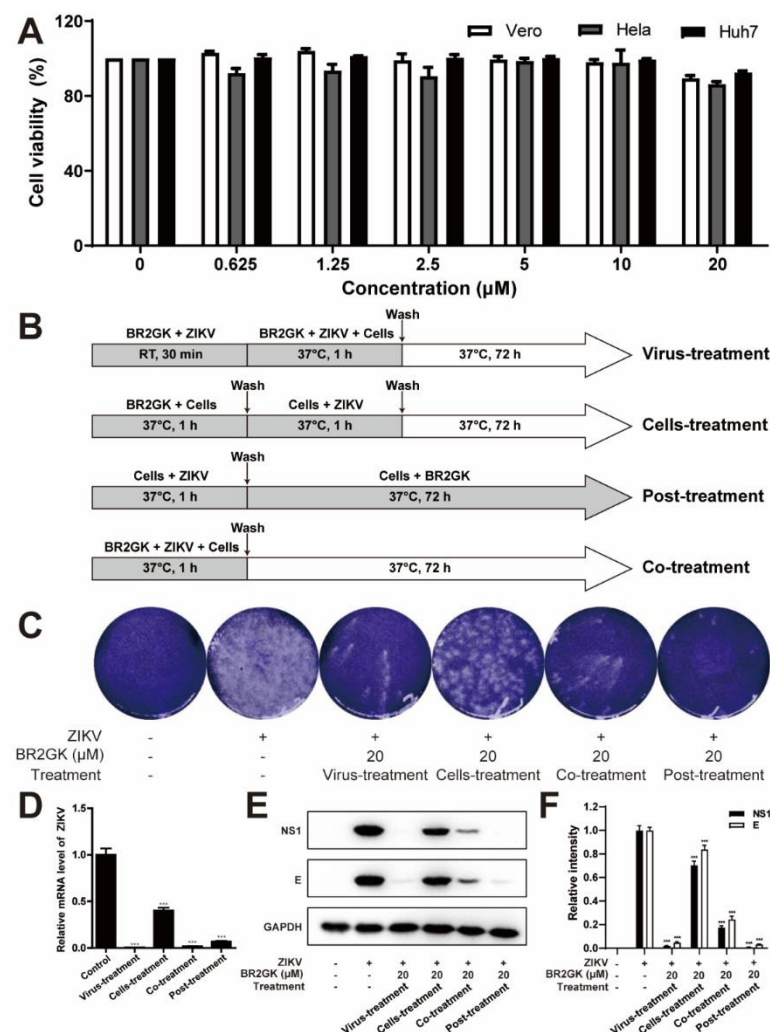 A
Vero Hela Huh7
Cell viability (%)
120
80
40
0
0 0.625 1.25 2.5 5 10 20
Concentration (μM)
B
Wash
BR2GK + ZIKV BR2GK + ZIKV + Cells
RT, 30 min 37°C, 1 h 37°C, 72 h Virus-treatment
Wash Wash
BR2GK + Cells Cells + ZIKV
37°C, 1 h 37°C, 1 h 37°C, 72 h Cells-treatment
Wash
Cells + ZIKV Cells + BR2GK
37°C, 1 h 37°C, 72 h Post-treatment
Wash
BR2GK + ZIKV + Cells
37°C, 1 h 37°C, 72 h Co-treatment
C
ZIKV - + + + + +
BR2GK (μM) - - 20 20 20 20
Treatment - - Virus-treatment Cells-treatment Co-treatment Post-treatment
D
Relative mRNA level of ZIKV
1.5
1.0
0.5
0.0
*** *** *** ***
Control
Virus-treatment
Cells-treatment
Co-treatment
Post-treatment
E
NS1
E
GAPDH
ZIKV - + + + + +
BR2GK (μM) - - 20 20 20 20
Treatment - -
Virus-treatment
Cells-treatment
Co-treatment
Post-treatment
F
NS1
E
Relative intensity
1.0
0.8
0.6
0.4
0.2
0.0
*** *** *** *** *** *** *** ***
ZIKV - + + + + +
BR2GK (μM) - - 20 20 20 20
Treatment - -
Virus-treatment
Cells-treatment
Co-treatment
Post-treatment